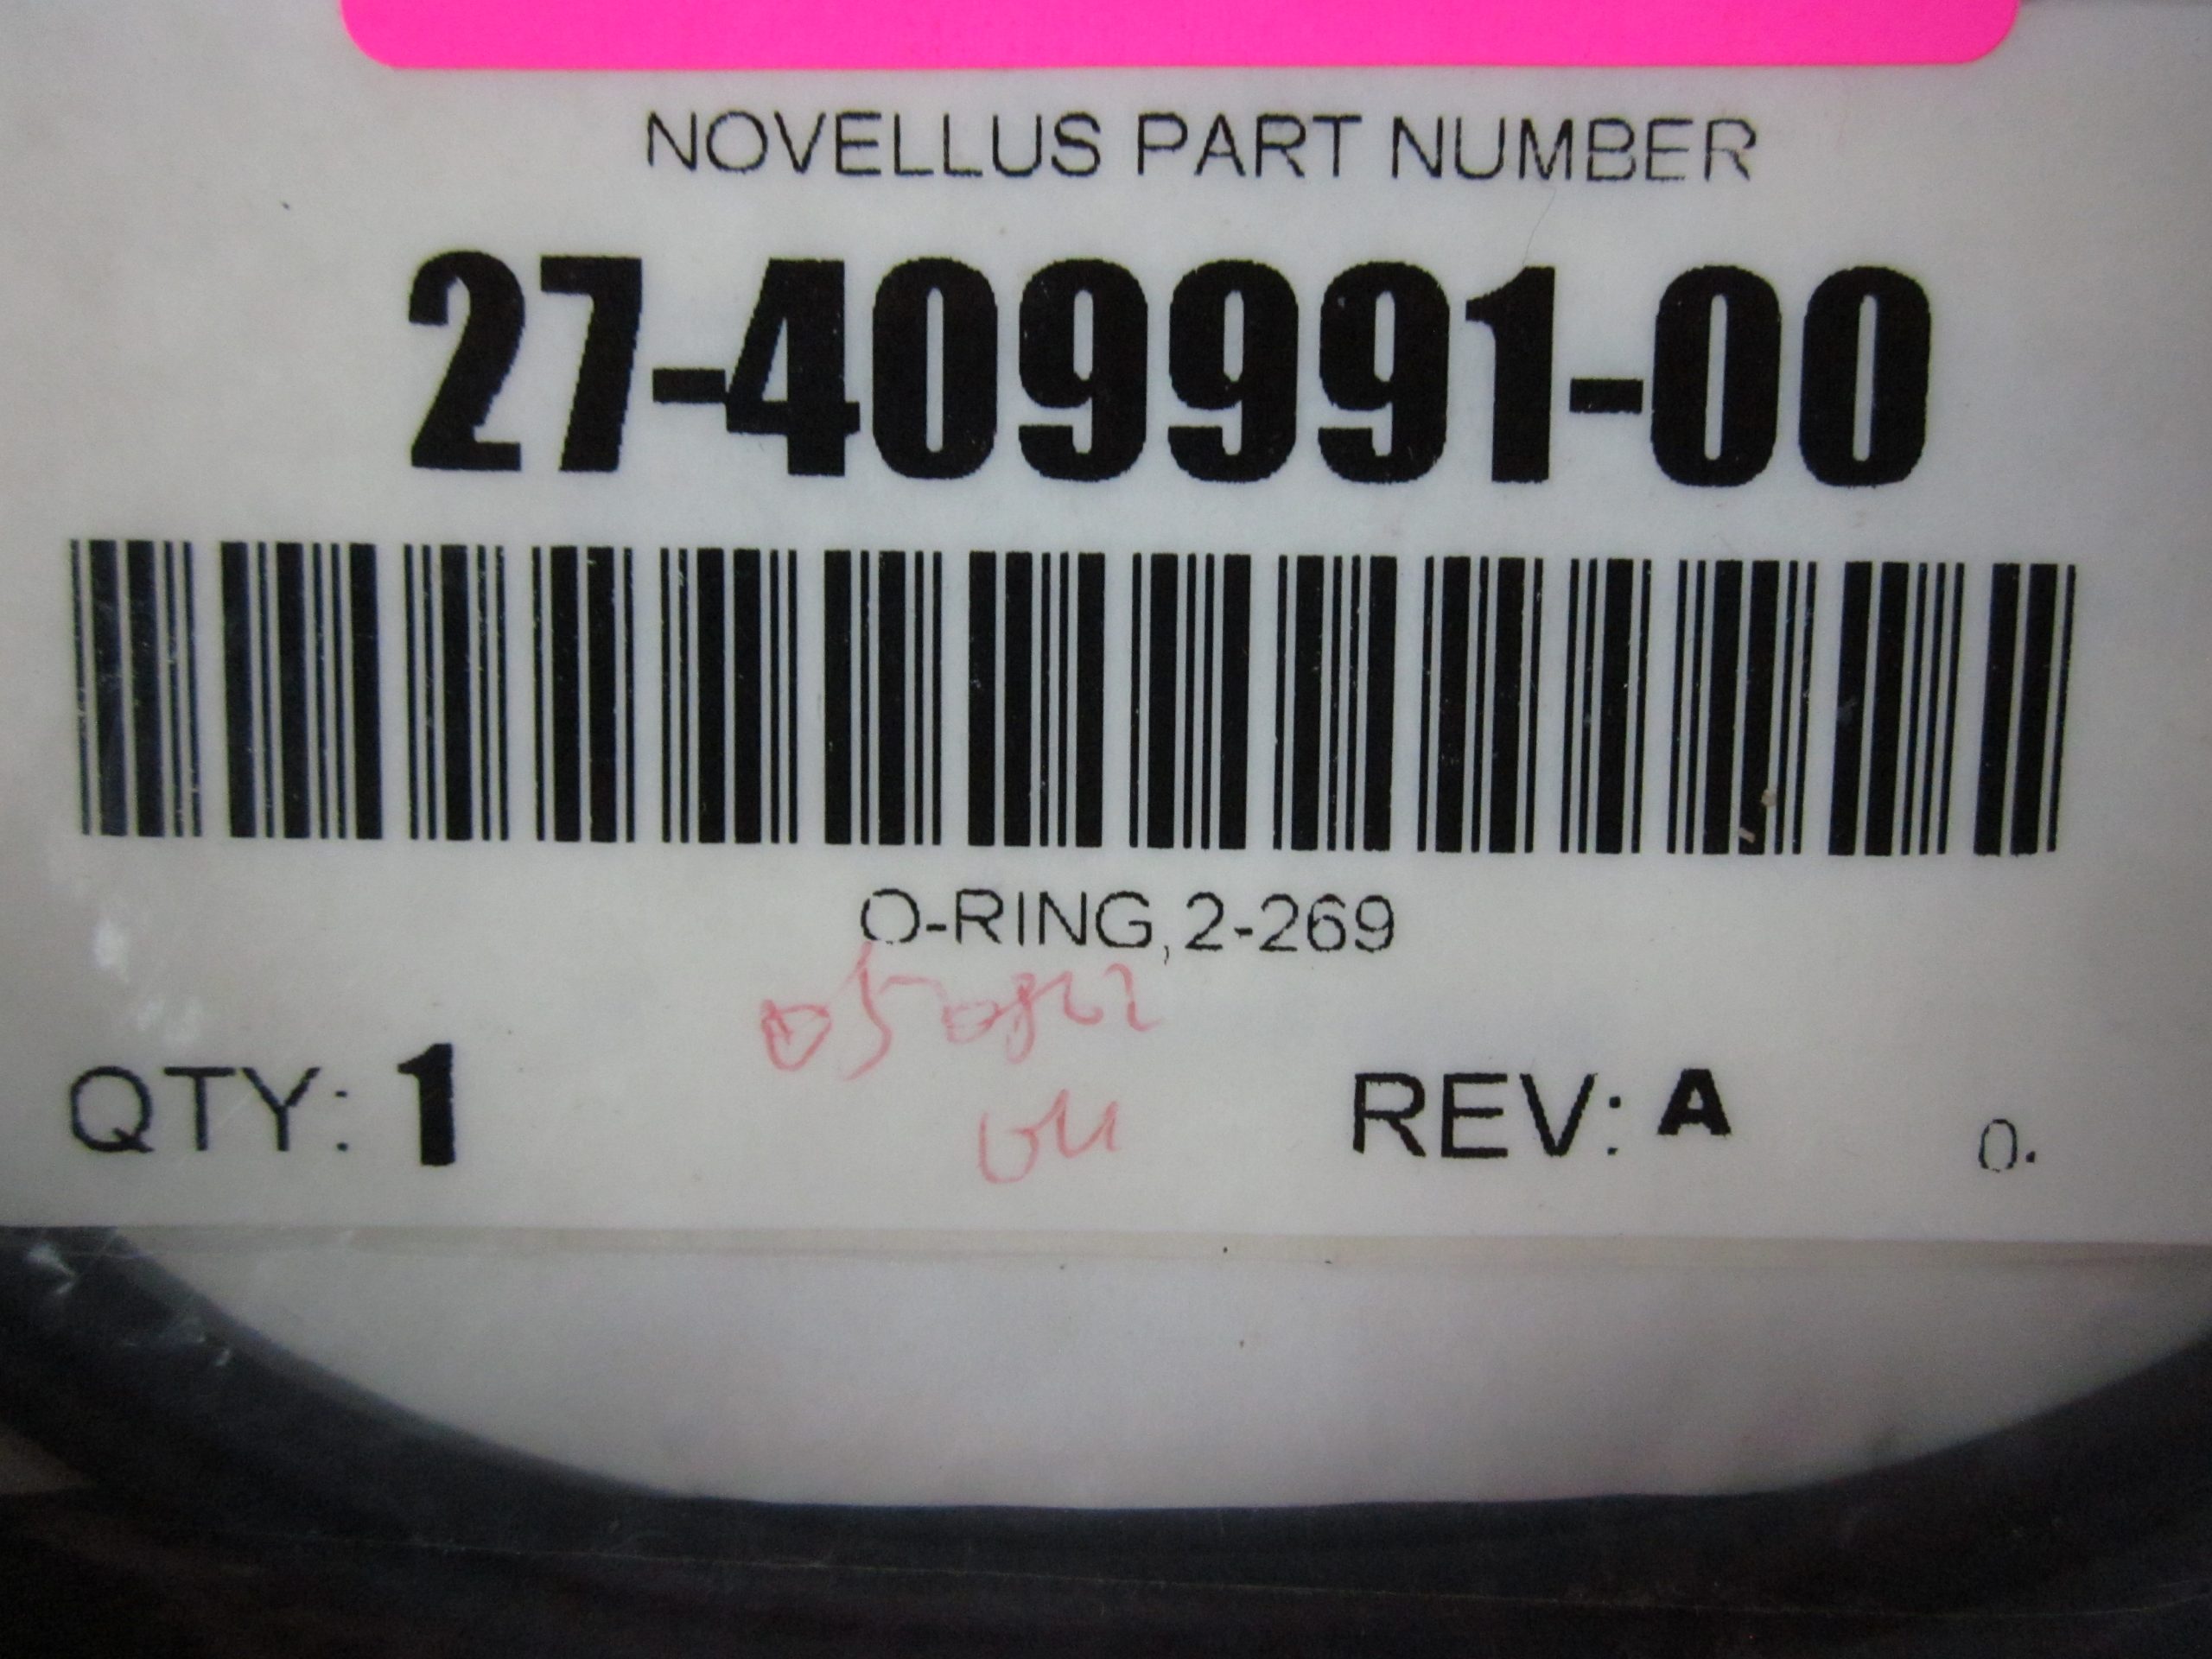 NOVELLUS PART NUMBER
27-409991-00
O-RING, 2-269
QTY: 1 REV: A 0.